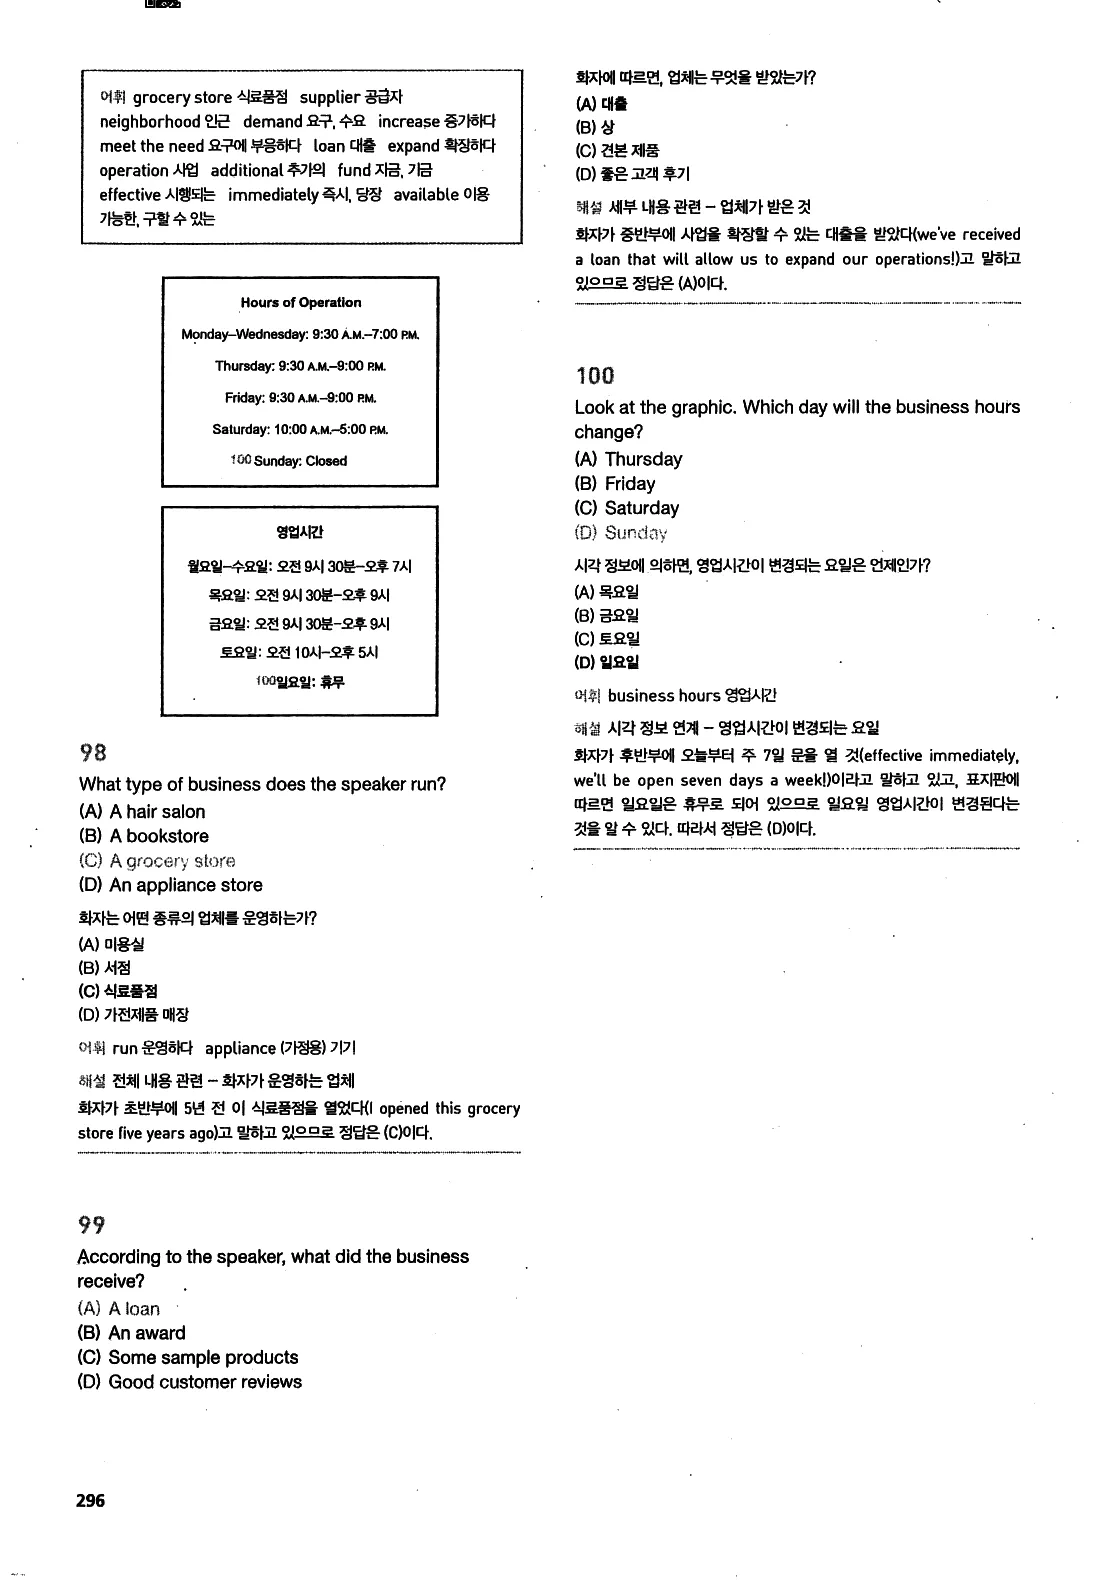 어휘 grocery store 식료품점 supplier 공급자
neighborhood 인근 demand 요구, 수요 increase 증가하다
meet the need 요구에 부응하다 loan 대출 expand 확장하다
operation 사업 additional 추가의 fund 자금, 기금
effective 시행되는 immediately 즉시, 당장 available 이용
가능한, 구할 수 있는
Hours of Operation
Monday–Wednesday: 9:30 A.M.–7:00 P.M.
Thursday: 9:30 A.M.–9:00 P.M.
Friday: 9:30 A.M.–9:00 P.M.
Saturday: 10:00 A.M.–5:00 P.M.
100 Sunday: Closed
영업시간
월요일–수요일: 오전 9시 30분–오후 7시
목요일: 오전 9시 30분–오후 9시
금요일: 오전 9시 30분–오후 9시
토요일: 오전 10시–오후 5시
100일요일: 휴무
98
What type of business does the speaker run?
(A) A hair salon
(B) A bookstore
(C) A grocery store
(D) An appliance store
화자는 어떤 종류의 업체를 운영하는가?
(A) 미용실
(B) 서점
(C) 식료품점
(D) 가전제품 매장
어휘 run 운영하다 appliance (가정용) 기기
해설 전체 내용 관련 – 화자가 운영하는 업체
화자가 초반부에 5년 전 이 식료품점을 열었다(I opened this grocery
store five years ago)고 말하고 있으므로 정답은 (C)이다.
99
According to the speaker, what did the business
receive?
(A) A loan
(B) An award
(C) Some sample products
(D) Good customer reviews
296
화자에 따르면, 업체는 무엇을 받았는가?
(A) 대출
(B) 상
(C) 견본 제품
(D) 좋은 고객 후기
해설 세부 내용 관련 – 업체가 받은 것
화자가 중반부에 사업을 확장할 수 있는 대출을 받았다(we've received
a loan that will allow us to expand our operations!)고 말하고
있으므로 정답은 (A)이다.
100
Look at the graphic. Which day will the business hours
change?
(A) Thursday
(B) Friday
(C) Saturday
(D) Sunday
시각 정보에 의하면, 영업시간이 변경되는 요일은 언제인가?
(A) 목요일
(B) 금요일
(C) 토요일
(D) 일요일
어휘 business hours 영업시간
해설 시각 정보 연계 – 영업시간이 변경되는 요일
화자가 후반부에 오늘부터 주 7일 문을 열 것(effective immediately,
we'll be open seven days a week!)이라고 말하고 있고, 표지판에
따르면 일요일은 휴무로 되어 있으므로 일요일 영업시간이 변경된다는
것을 알 수 있다. 따라서 정답은 (D)이다.